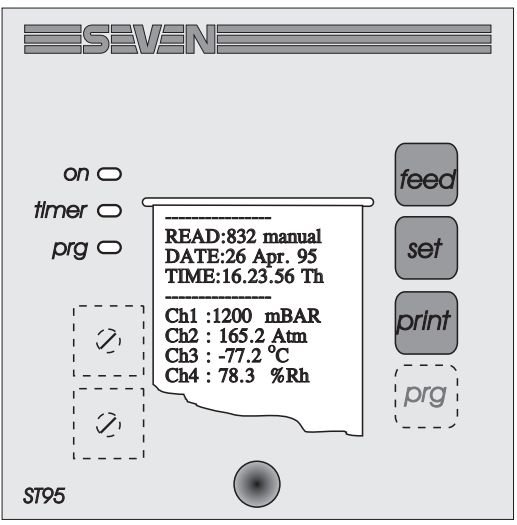 SEVEN
on
timer
prg
----------------
READ:832 manual
DATE:26 Apr. 95
TIME:16.23.56 Th
----------------
Ch1 :1200 mBAR
Ch2 : 165.2 Atm
Ch3 : -77.2 °C
Ch4 : 78.3 %Rh
feed
set
print
prg
ST95